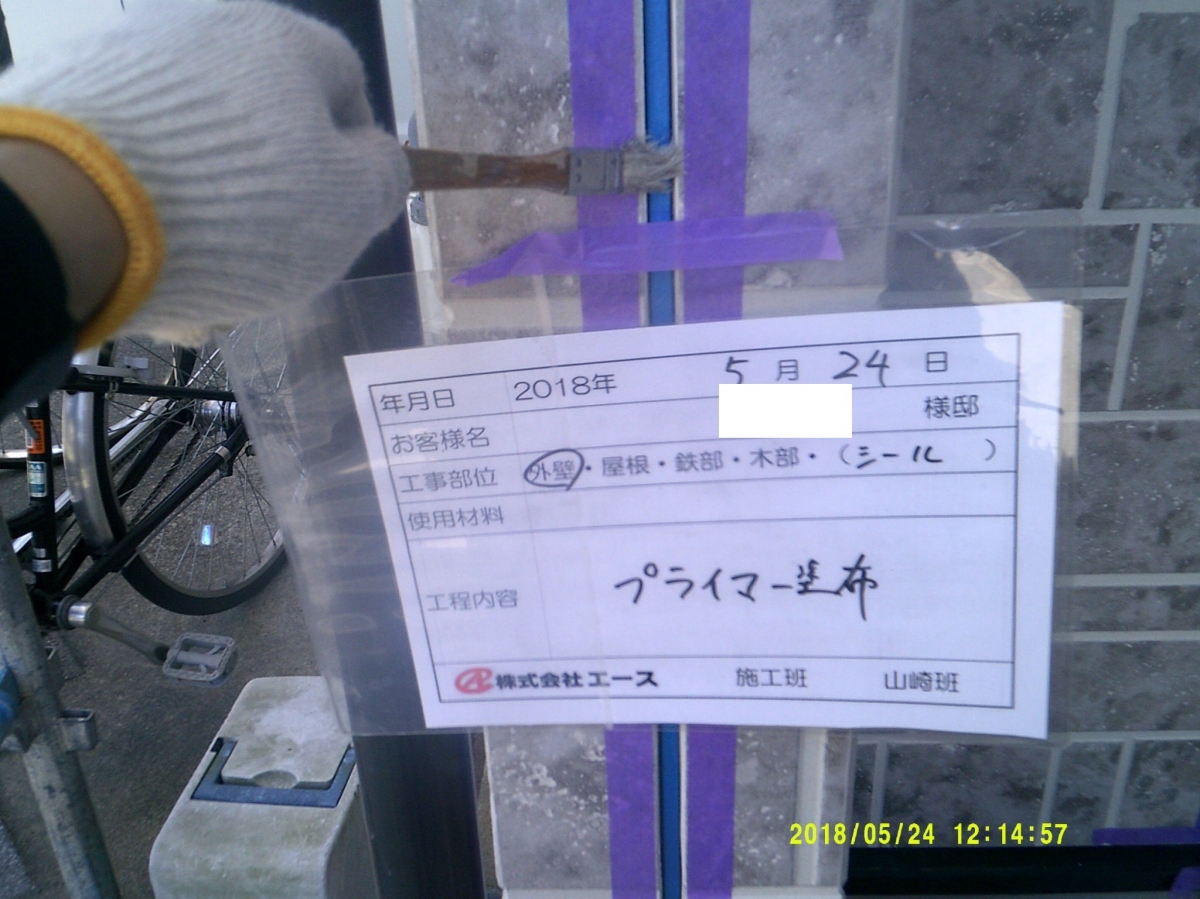 年月日 2018年 5月 24日
お客様名 様邸
工事部位 外壁・屋根・鉄部・木部・(シール )
使用材料
工程内容 プライマー塗布
株式会社エース 施工班 山崎班
2018/05/24 12:14:57